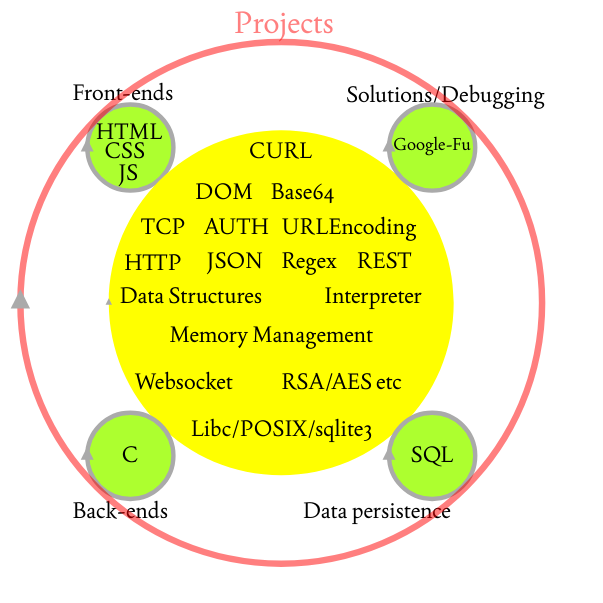 Projects
Front-ends
Solutions/Debugging
HTML
CSS
JS
Google-Fu
CURL
DOM Base64
TCP AUTH URLEncoding
HTTP JSON Regex REST
Data Structures Interpreter
Memory Management
Websocket RSA/AES etc
Libc/POSIX/sqlite3
C
SQL
Back-ends
Data persistence